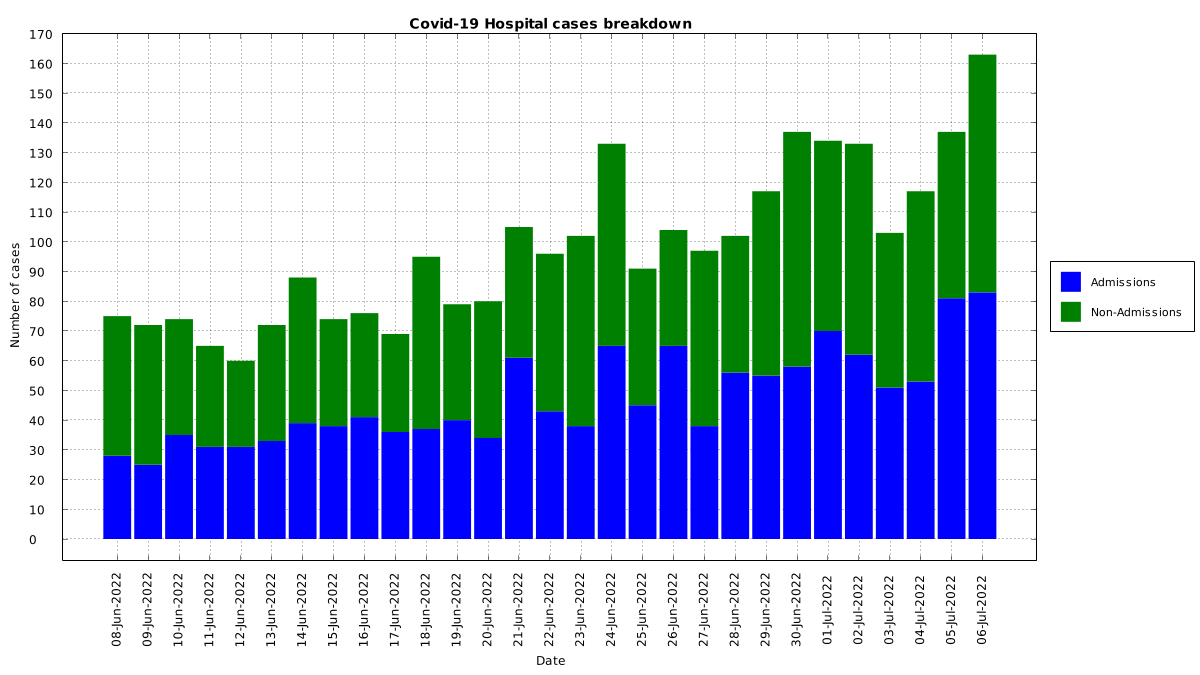 Covid-19 Hospital cases breakdown
170
160
150
140
130
120
110
100
90
80
70
60
50
40
30
20
10
0
Number of cases
08-Jun-2022
09-Jun-2022
10-Jun-2022
11-Jun-2022
12-Jun-2022
13-Jun-2022
14-Jun-2022
15-Jun-2022
16-Jun-2022
17-Jun-2022
18-Jun-2022
19-Jun-2022
20-Jun-2022
21-Jun-2022
22-Jun-2022
23-Jun-2022
24-Jun-2022
25-Jun-2022
26-Jun-2022
27-Jun-2022
28-Jun-2022
29-Jun-2022
30-Jun-2022
01-Jul-2022
02-Jul-2022
03-Jul-2022
04-Jul-2022
05-Jul-2022
06-Jul-2022
Date
Admissions
Non-Admissions